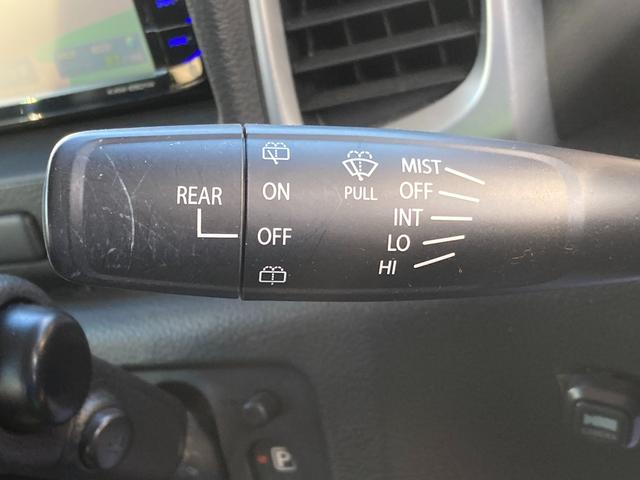 REAR
ON
OFF
PULL
MIST
OFF
INT
LO
HI
P